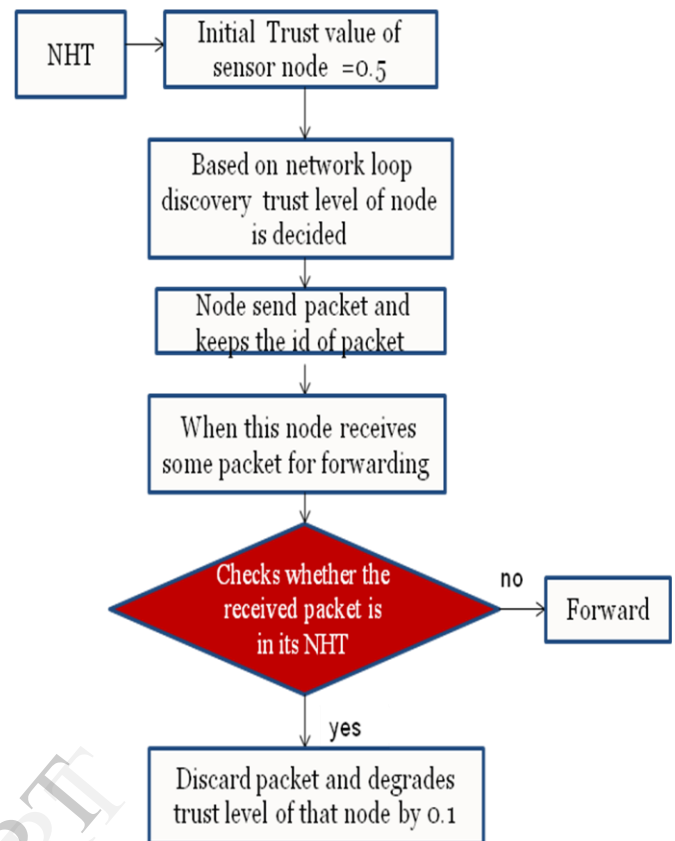 NHT
Initial Trust value of
sensor node =0.5
Based on network loop
discovery trust level of node
is decided
Node send packet and
keeps the id of packet
When this node receives
some packet for forwarding
Checks whether the
received packet is
in its NHT
no
Forward
yes
Discard packet and degrades
trust level of that node by 0.1